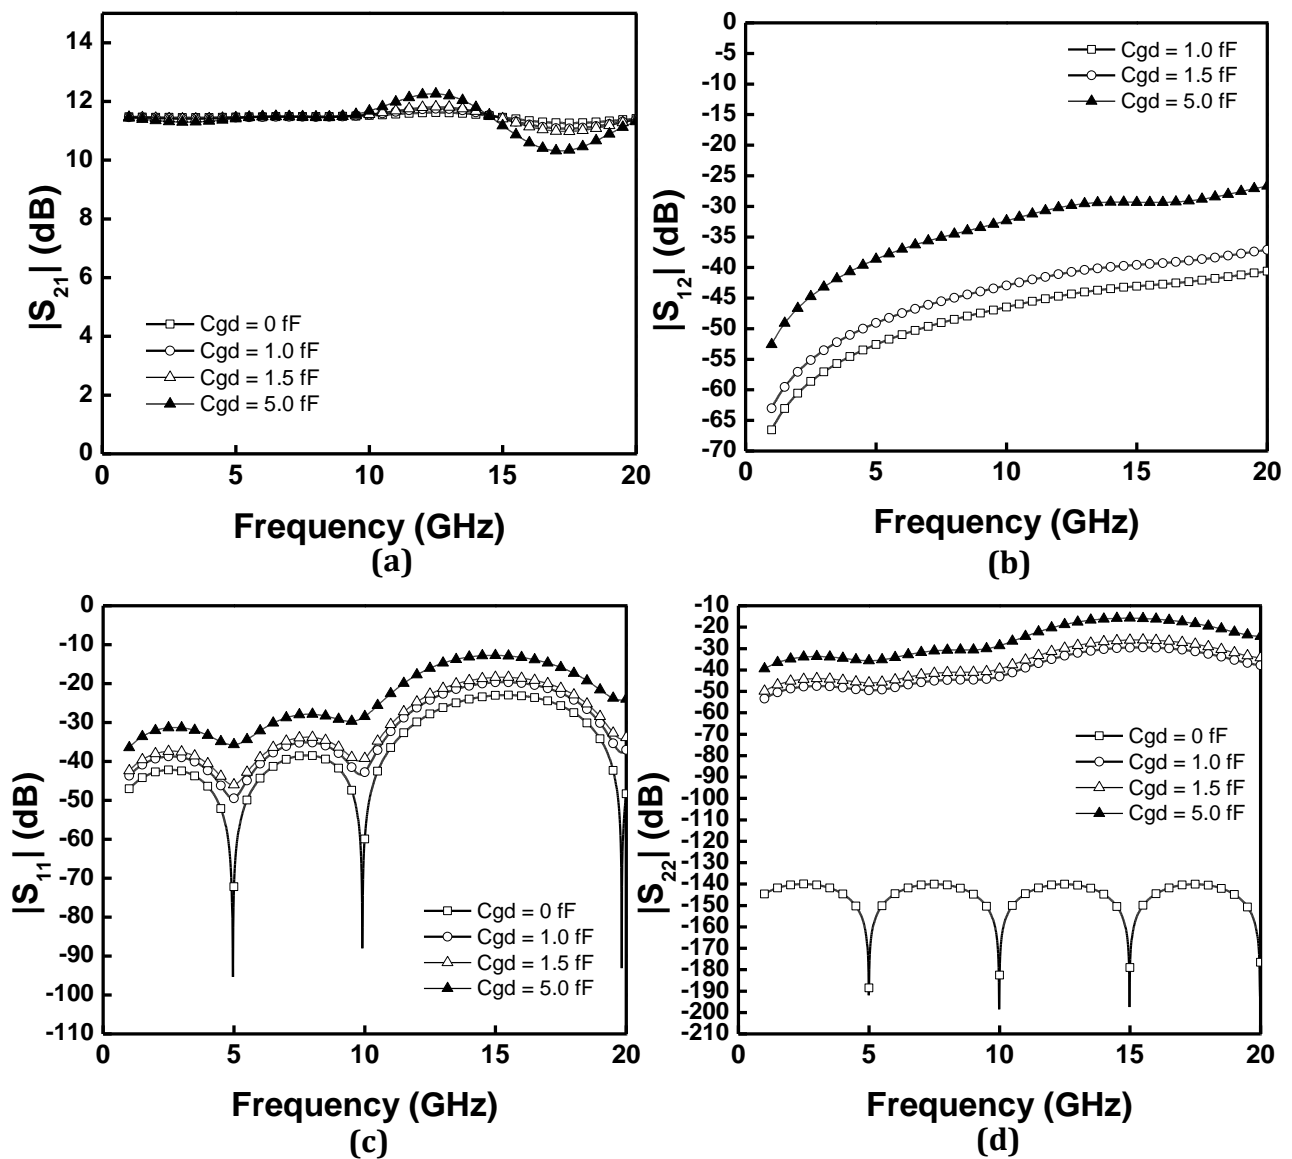 14
12
10
8
6
4
2
0
|S21| (dB)
Cgd = 0 fF
Cgd = 1.0 fF
Cgd = 1.5 fF
Cgd = 5.0 fF
0 5 10 15 20
Frequency (GHz)
(a)
0
-5
-10
-15
-20
-25
-30
-35
-40
-45
-50
-55
-60
-65
-70
|S12| (dB)
Cgd = 1.0 fF
Cgd = 1.5 fF
Cgd = 5.0 fF
0 5 10 15 20
Frequency (GHz)
(b)
0
-10
-20
-30
-40
-50
-60
-70
-80
-90
-100
-110
|S11| (dB)
Cgd = 0 fF
Cgd = 1.0 fF
Cgd = 1.5 fF
Cgd = 5.0 fF
0 5 10 15 20
Frequency (GHz)
(c)
-10
-20
-30
-40
-50
-60
-70
-80
-90
-100
-110
-120
-130
-140
-150
-160
-170
-180
-190
-200
-210
|S22| (dB)
Cgd = 0 fF
Cgd = 1.0 fF
Cgd = 1.5 fF
Cgd = 5.0 fF
0 5 10 15 20
Frequency (GHz)
(d)